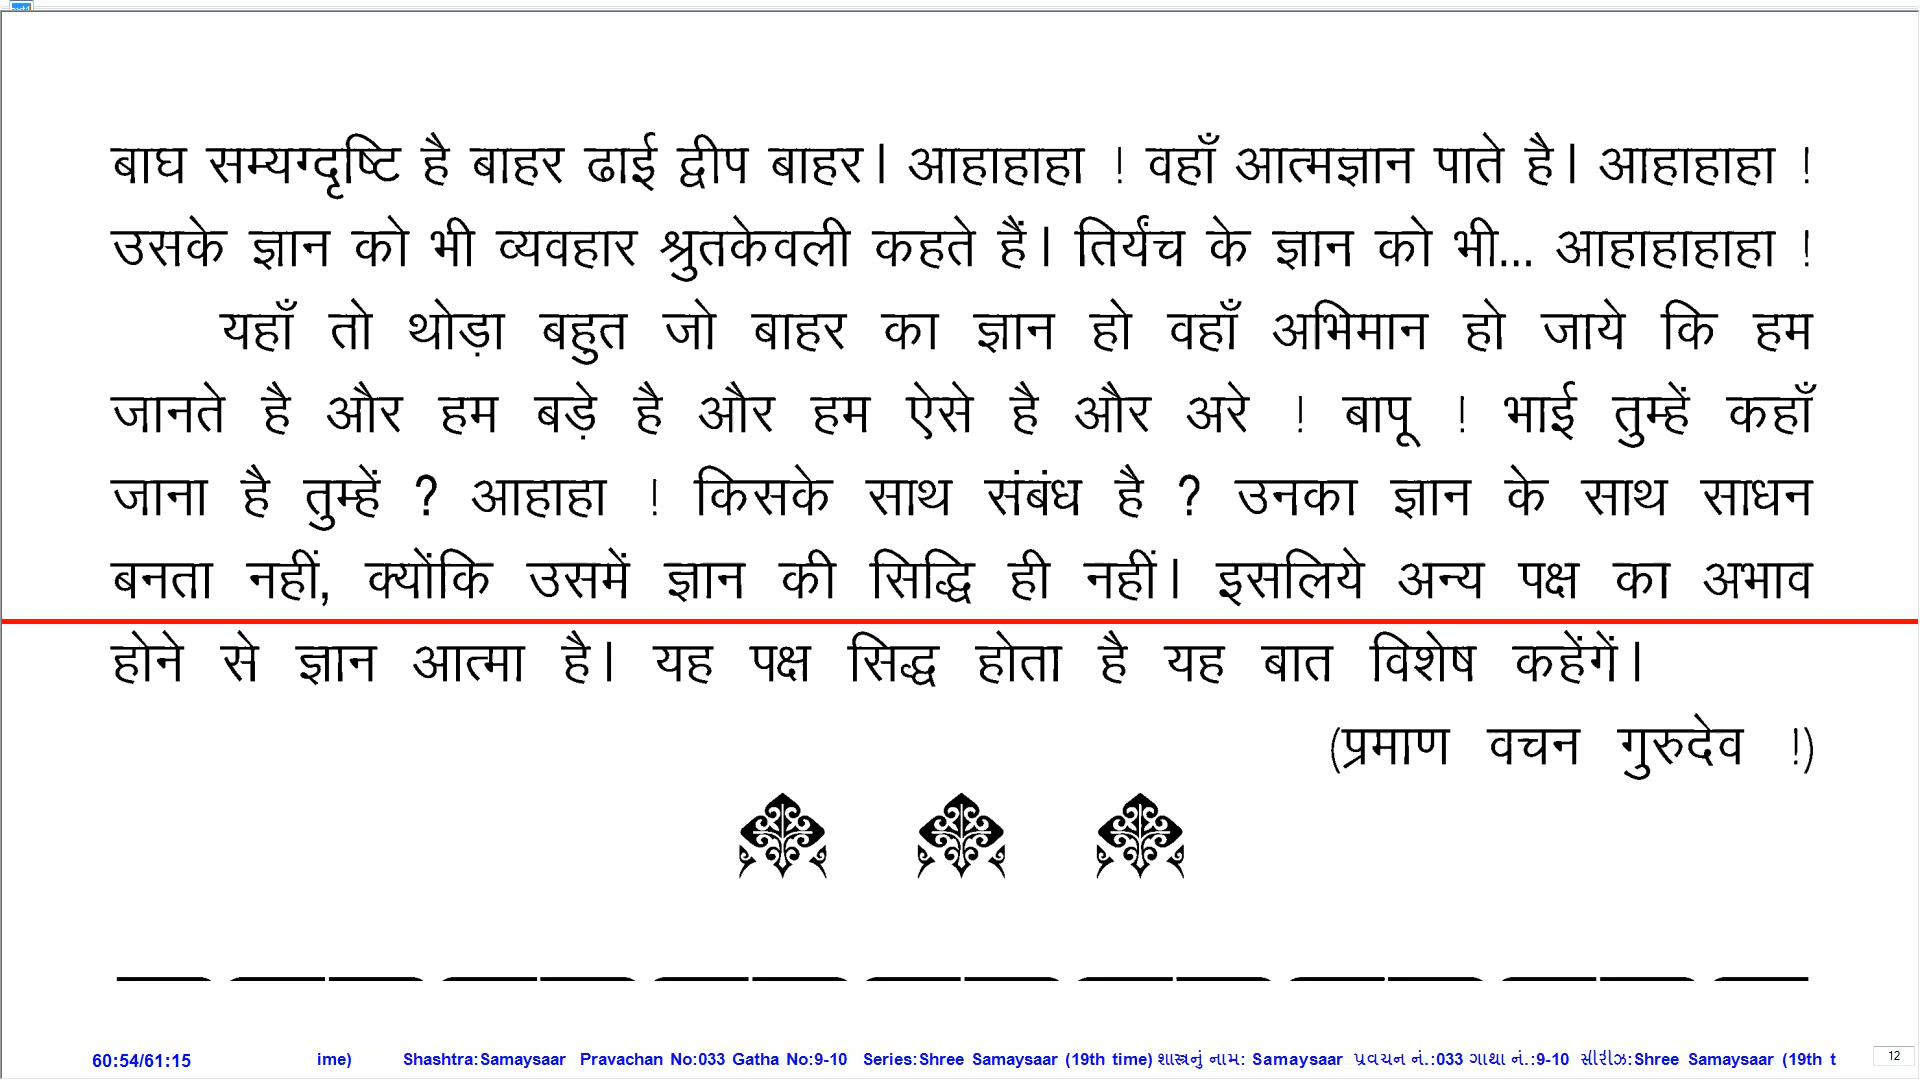 बाघ सम्यग्दृष्टि है बाहर ढाई द्वीप बाहर। आहाहाहा ! वहाँ आत्मज्ञान पाते है। आहाहाहा !
उसके ज्ञान को भी व्यवहार श्रुतकेवली कहते हैं। तिर्यंच के ज्ञान को भी... आहाहाहाहा !
यहाँ तो थोड़ा बहुत जो बाहर का ज्ञान हो वहाँ अभिमान हो जाये कि हम
जानते है और हम बड़े है और हम ऐसे है और अरे ! बापू ! भाई तुम्हें कहाँ
जाना है तुम्हें ? आहाहा ! किसके साथ संबंध है ? उनका ज्ञान के साथ साधन
बनता नहीं, क्योंकि उसमें ज्ञान की सिद्धि ही नहीं। इसलिये अन्य पक्ष का अभाव
होने से ज्ञान आत्मा है। यह पक्ष सिद्ध होता है यह बात विशेष कहेंगें।
(प्रमाण वचन गुरुदेव !)
60:54/61:15 ime) Shashtra:Samaysaar Pravachan No:033 Gatha No:9-10 Series:Shree Samaysaar (19th time) શાસ્ત્રનું નામ: Samaysaar પ્રવચન નં.:033 ગાથા નં.:9-10 સીરીઝ:Shree Samaysaar (19th t 12